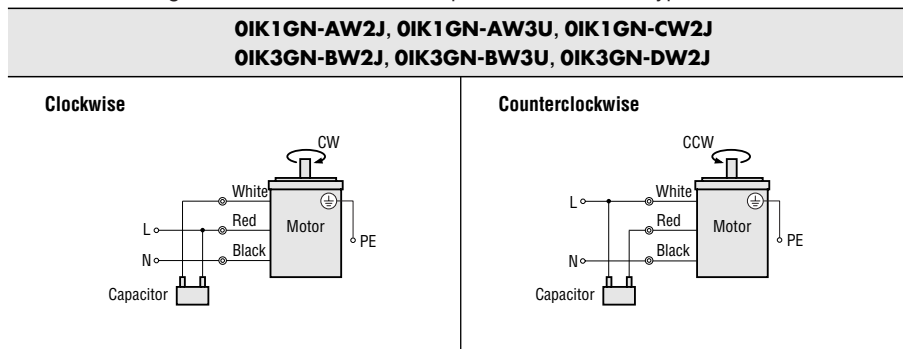 0IK1GN-AW2J, 0IK1GN-AW3U, 0IK1GN-CW2J
0IK3GN-BW2J, 0IK3GN-BW3U, 0IK3GN-DW2J
Clockwise
CW
White
Red
L
Motor
PE
Black
N
Capacitor
Counterclockwise
CCW
White
L
Red
Motor
PE
Black
N
Capacitor